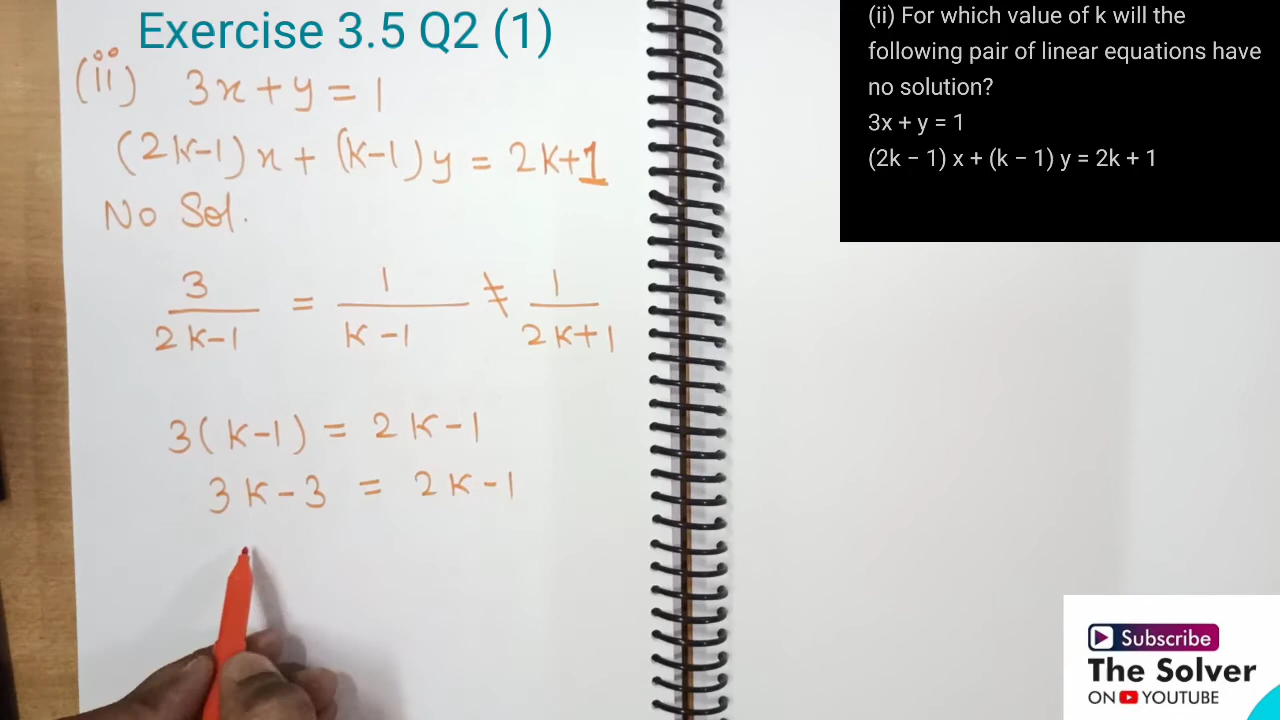 Exercise 3.5 Q2 (1)
(ii) 3x + y = 1
(2k-1)x + (k-1)y = 2k+1
No Sol.
3/(2k-1) = 1/(k-1) ≠ 1/(2k+1)
3(k-1) = 2k-1
3k-3 = 2k-1
(ii) For which value of k will the
following pair of linear equations have
no solution?
3x + y = 1
(2k − 1) x + (k − 1) y = 2k + 1
Subscribe
The Solver
ON YOUTUBE